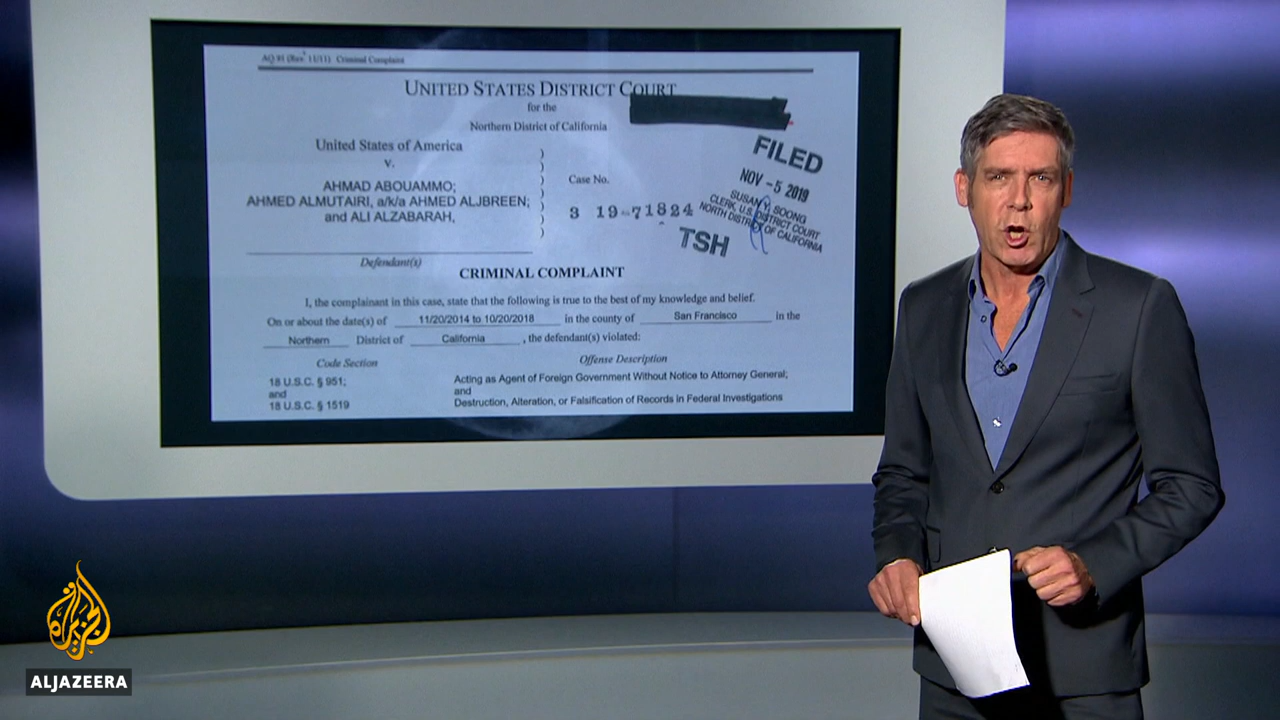 AO 91 (Rev. 11/11) Criminal Complaint
UNITED STATES DISTRICT COURT
for the
Northern District of California
United States of America
v.
AHMAD ABOUAMMO;
AHMED ALMUTAIRI, a/k/a AHMED ALJBREEN;
and ALI ALZABARAH,
Defendant(s)
)
)
)
)
)
)
)
Case No.
3 19 71824
TSH
FILED
NOV - 5 2019
SUSAN Y. SOONG
CLERK, U.S. DISTRICT COURT
NORTH DISTRICT OF CALIFORNIA
CRIMINAL COMPLAINT
I, the complainant in this case, state that the following is true to the best of my knowledge and belief.
On or about the date(s) of 11/20/2014 to 10/20/2018 in the county of San Francisco in the
Northern District of California , the defendant(s) violated:
Code Section Offense Description
18 U.S.C. § 951; Acting as Agent of Foreign Government Without Notice to Attorney General;
and and
18 U.S.C. § 1519 Destruction, Alteration, or Falsification of Records in Federal Investigations
الجزيرة
ALJAZEERA